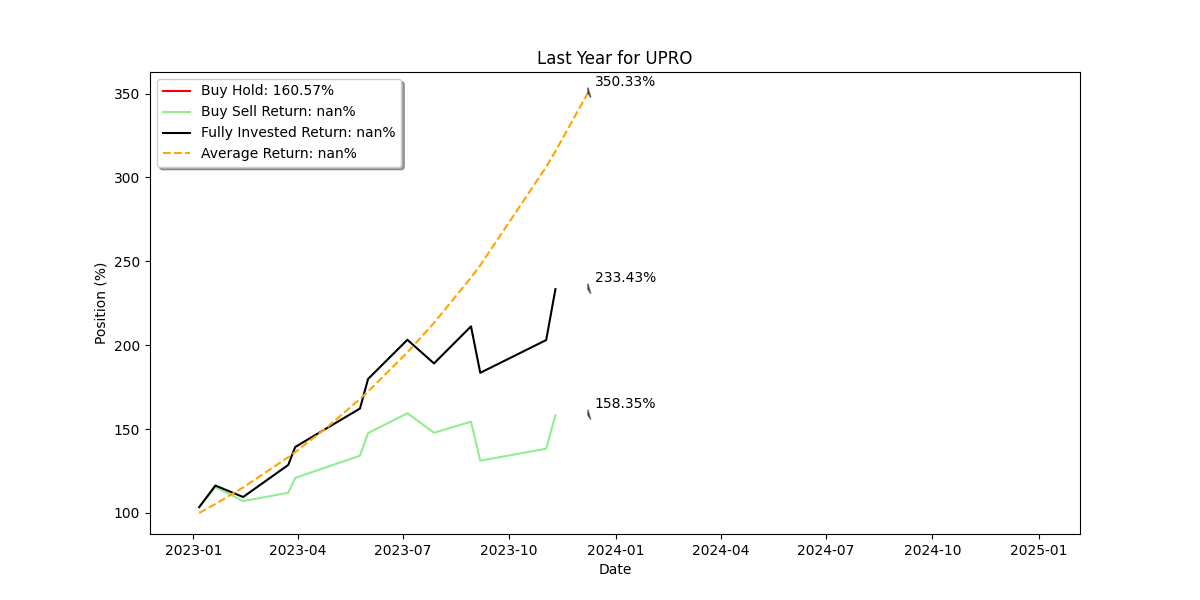 Last Year for UPRO
Buy Hold: 160.57%
Buy Sell Return: nan%
Fully Invested Return: nan%
Average Return: nan%
350.33%
233.43%
158.35%
Position (%)
350
300
250
200
150
100
2023-01
2023-04
2023-07
2023-10
2024-01
2024-04
2024-07
2024-10
2025-01
Date